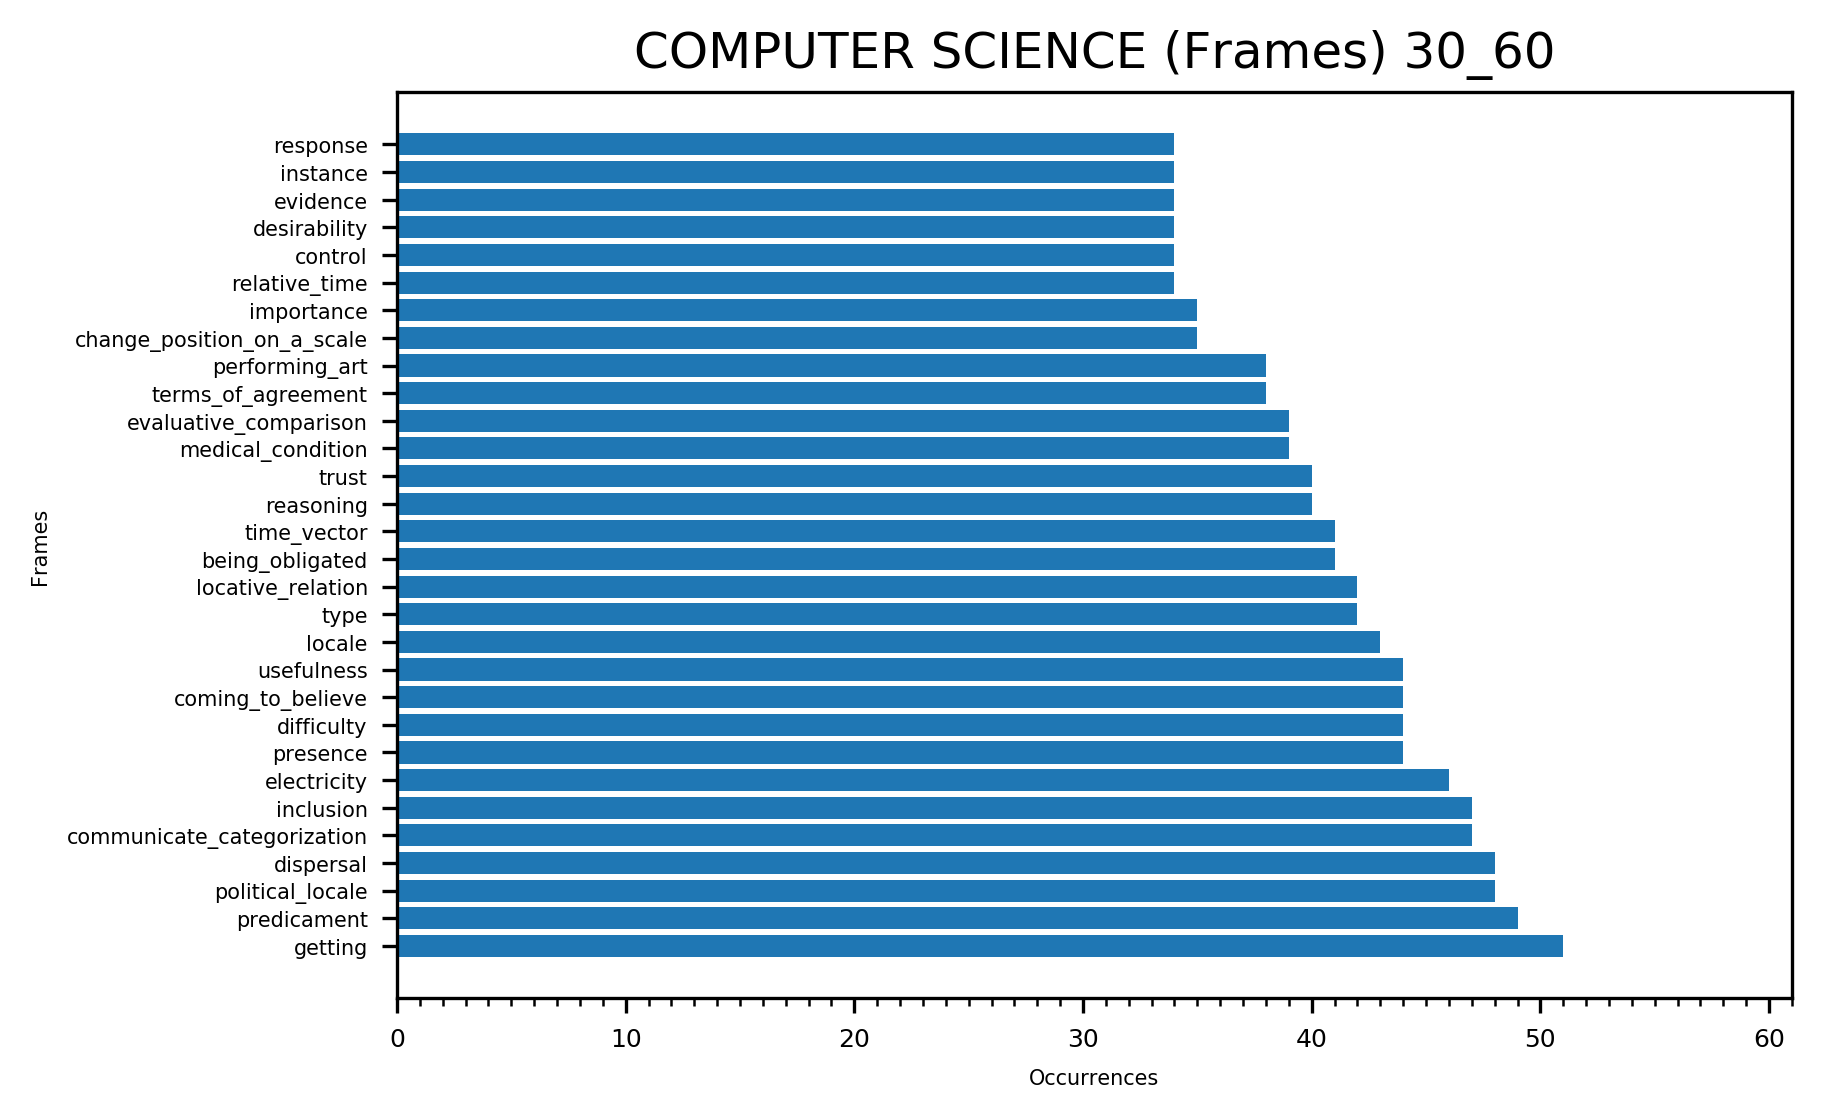 COMPUTER SCIENCE (Frames) 30_60
response
instance
evidence
desirability
control
relative_time
importance
change_position_on_a_scale
performing_art
terms_of_agreement
evaluative_comparison
medical_condition
trust
reasoning
time_vector
being_obligated
locative_relation
type
locale
usefulness
coming_to_believe
difficulty
presence
electricity
inclusion
communicate_categorization
dispersal
political_locale
predicament
getting
Frames
0 10 20 30 40 50 60
Occurrences